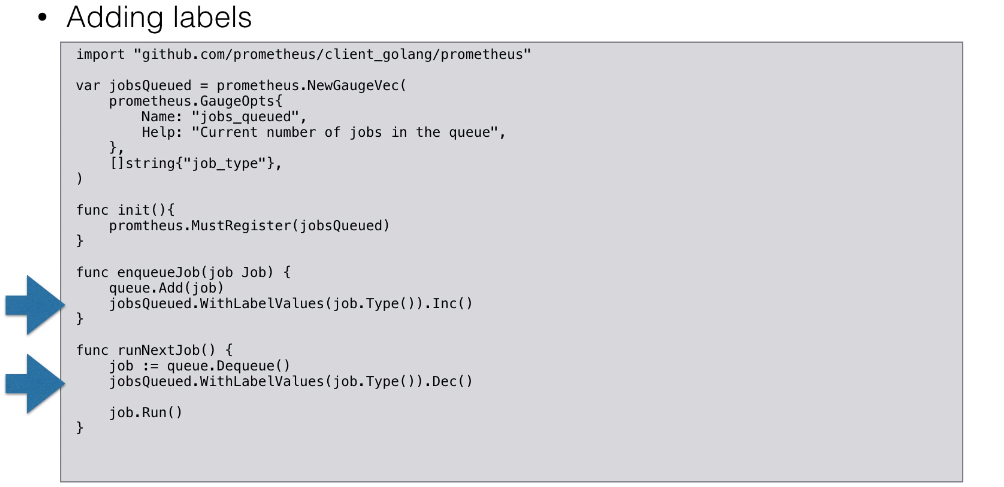 • Adding labels
import "github.com/prometheus/client_golang/prometheus"
var jobsQueued = prometheus.NewGaugeVec(
    prometheus.GaugeOpts{
        Name: "jobs_queued",
        Help: "Current number of jobs in the queue",
    },
    []string{"job_type"},
)
func init(){
    promtheus.MustRegister(jobsQueued)
}
func enqueueJob(job Job) {
    queue.Add(job)
    jobsQueued.WithLabelValues(job.Type()).Inc()
}
func runNextJob() {
    job := queue.Dequeue()
    jobsQueued.WithLabelValues(job.Type()).Dec()
    job.Run()
}